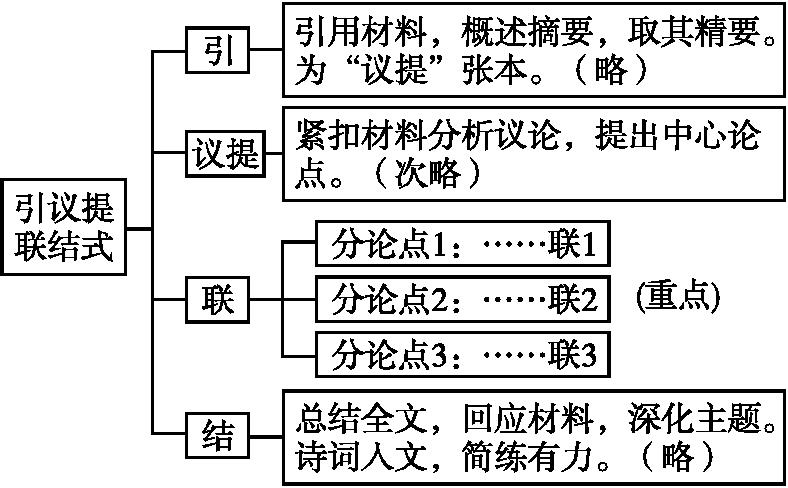 引
引用材料，概述摘要，取其精要。
为“议提”张本。（略）
议提
紧扣材料分析议论，提出中心论
点。（次略）
引议提
联结式
联
分论点1：……联1
分论点2：……联2
分论点3：……联3
(重点)
结
总结全文，回应材料，深化主题。
诗词人文，简练有力。（略）